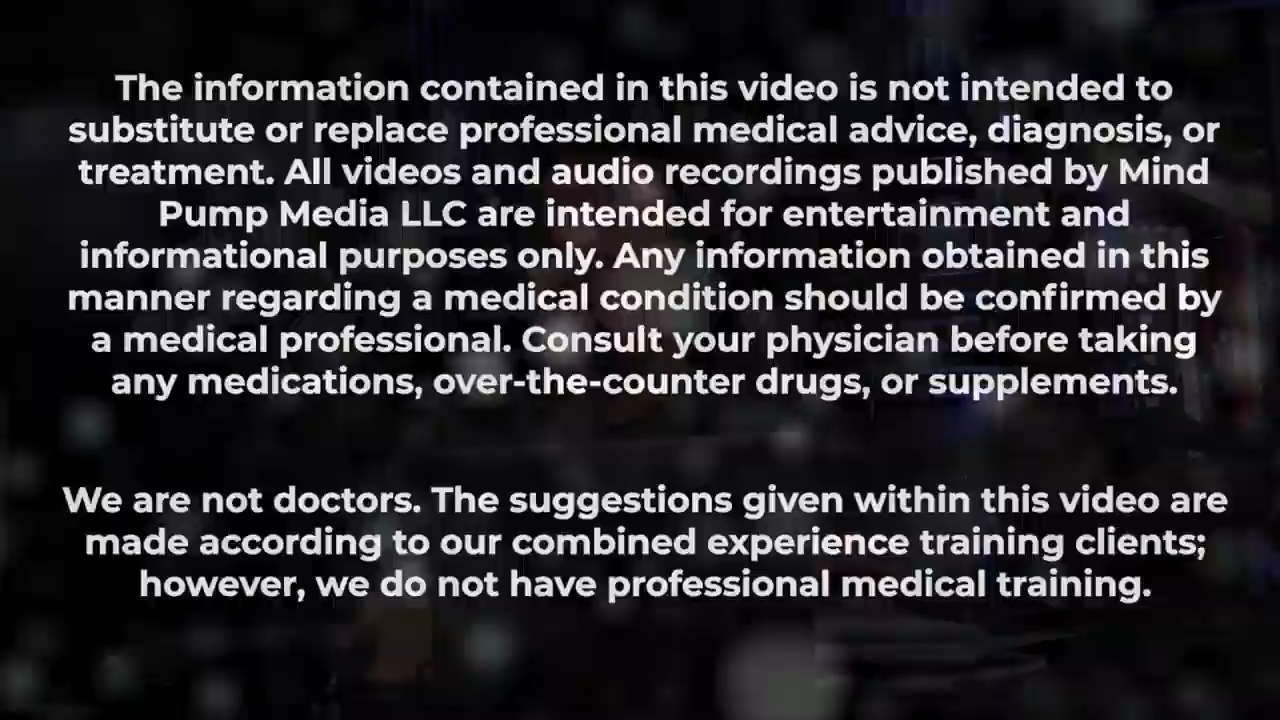 The information contained in this video is not intended to
substitute or replace professional medical advice, diagnosis, or
treatment. All videos and audio recordings published by Mind
Pump Media LLC are intended for entertainment and
informational purposes only. Any information obtained in this
manner regarding a medical condition should be confirmed by
a medical professional. Consult your physician before taking
any medications, over-the-counter drugs, or supplements.
We are not doctors. The suggestions given within this video are
made according to our combined experience training clients;
however, we do not have professional medical training.